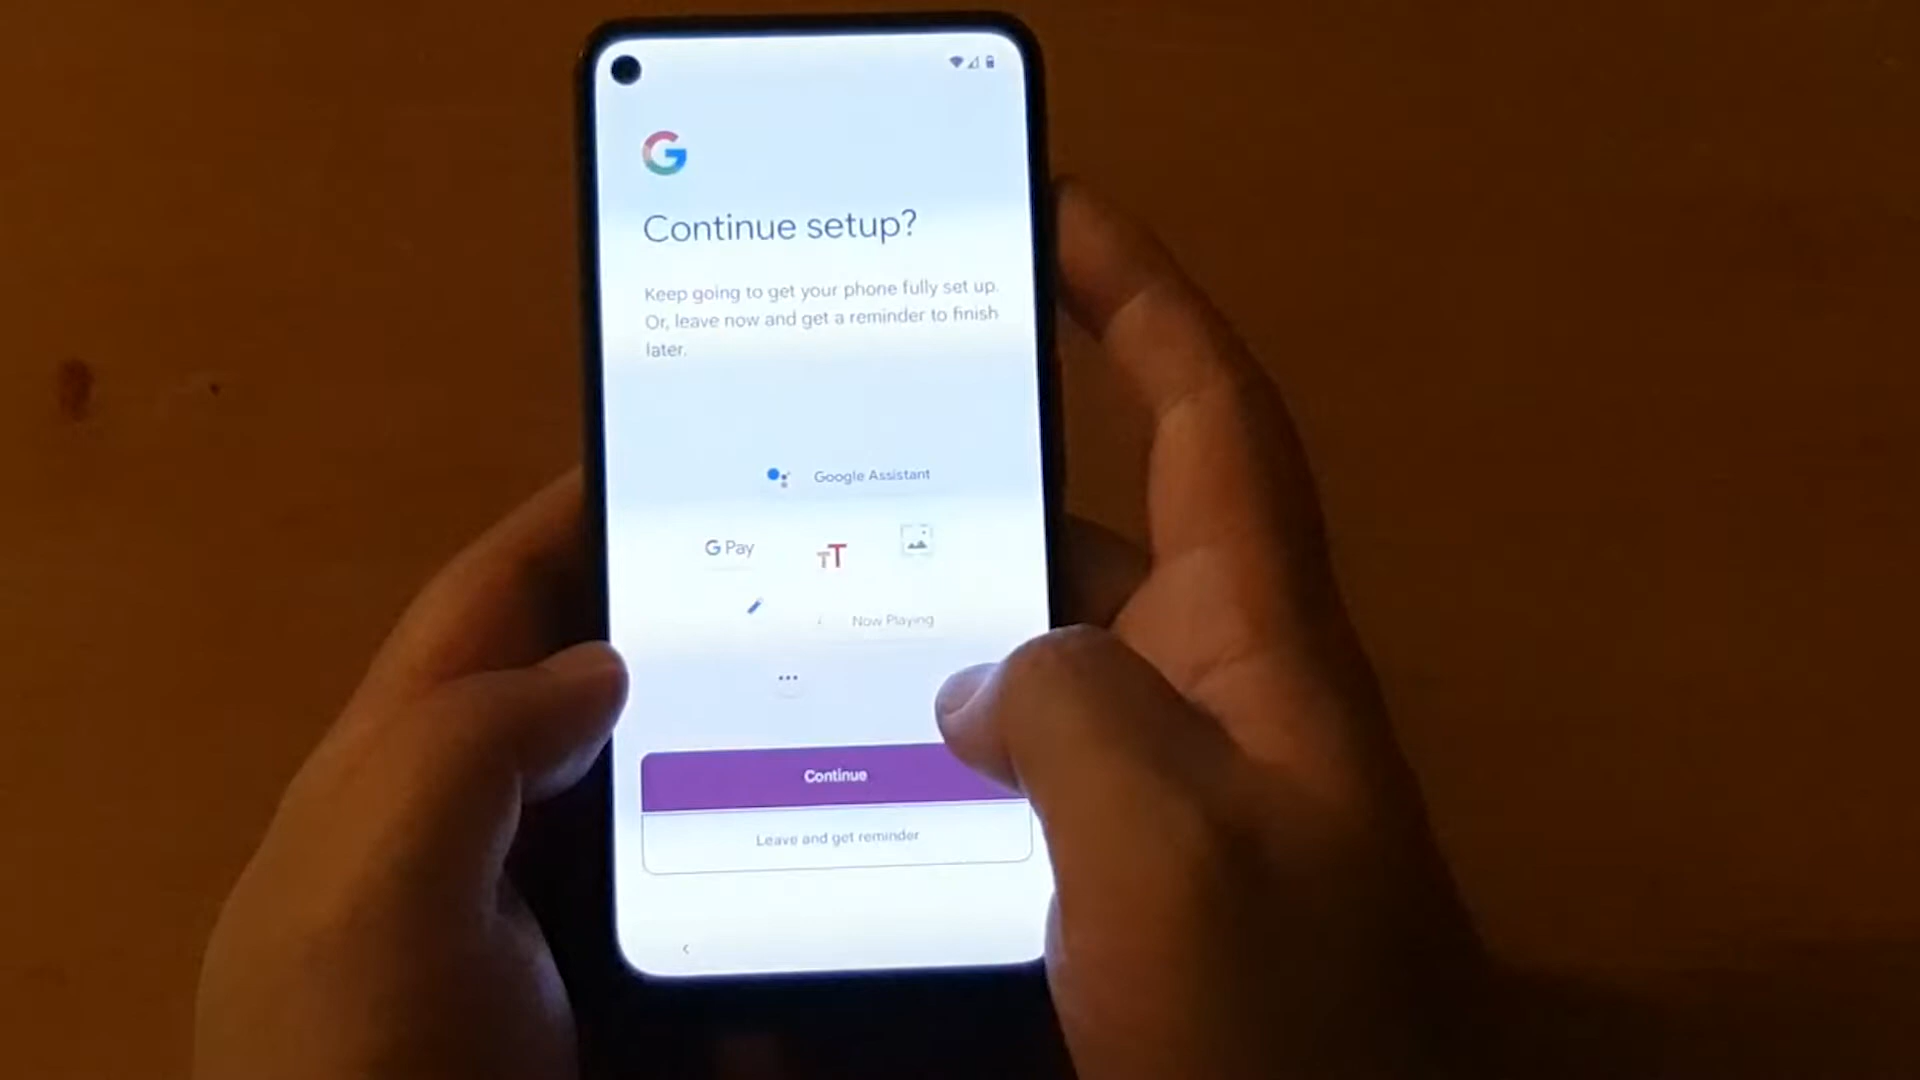 G
Continue setup?
Keep going to get your phone fully set up.
Or, leave now and get a reminder to finish
later.
Google Assistant
G Pay
TT
Now Playing
Continue
Leave and get reminder